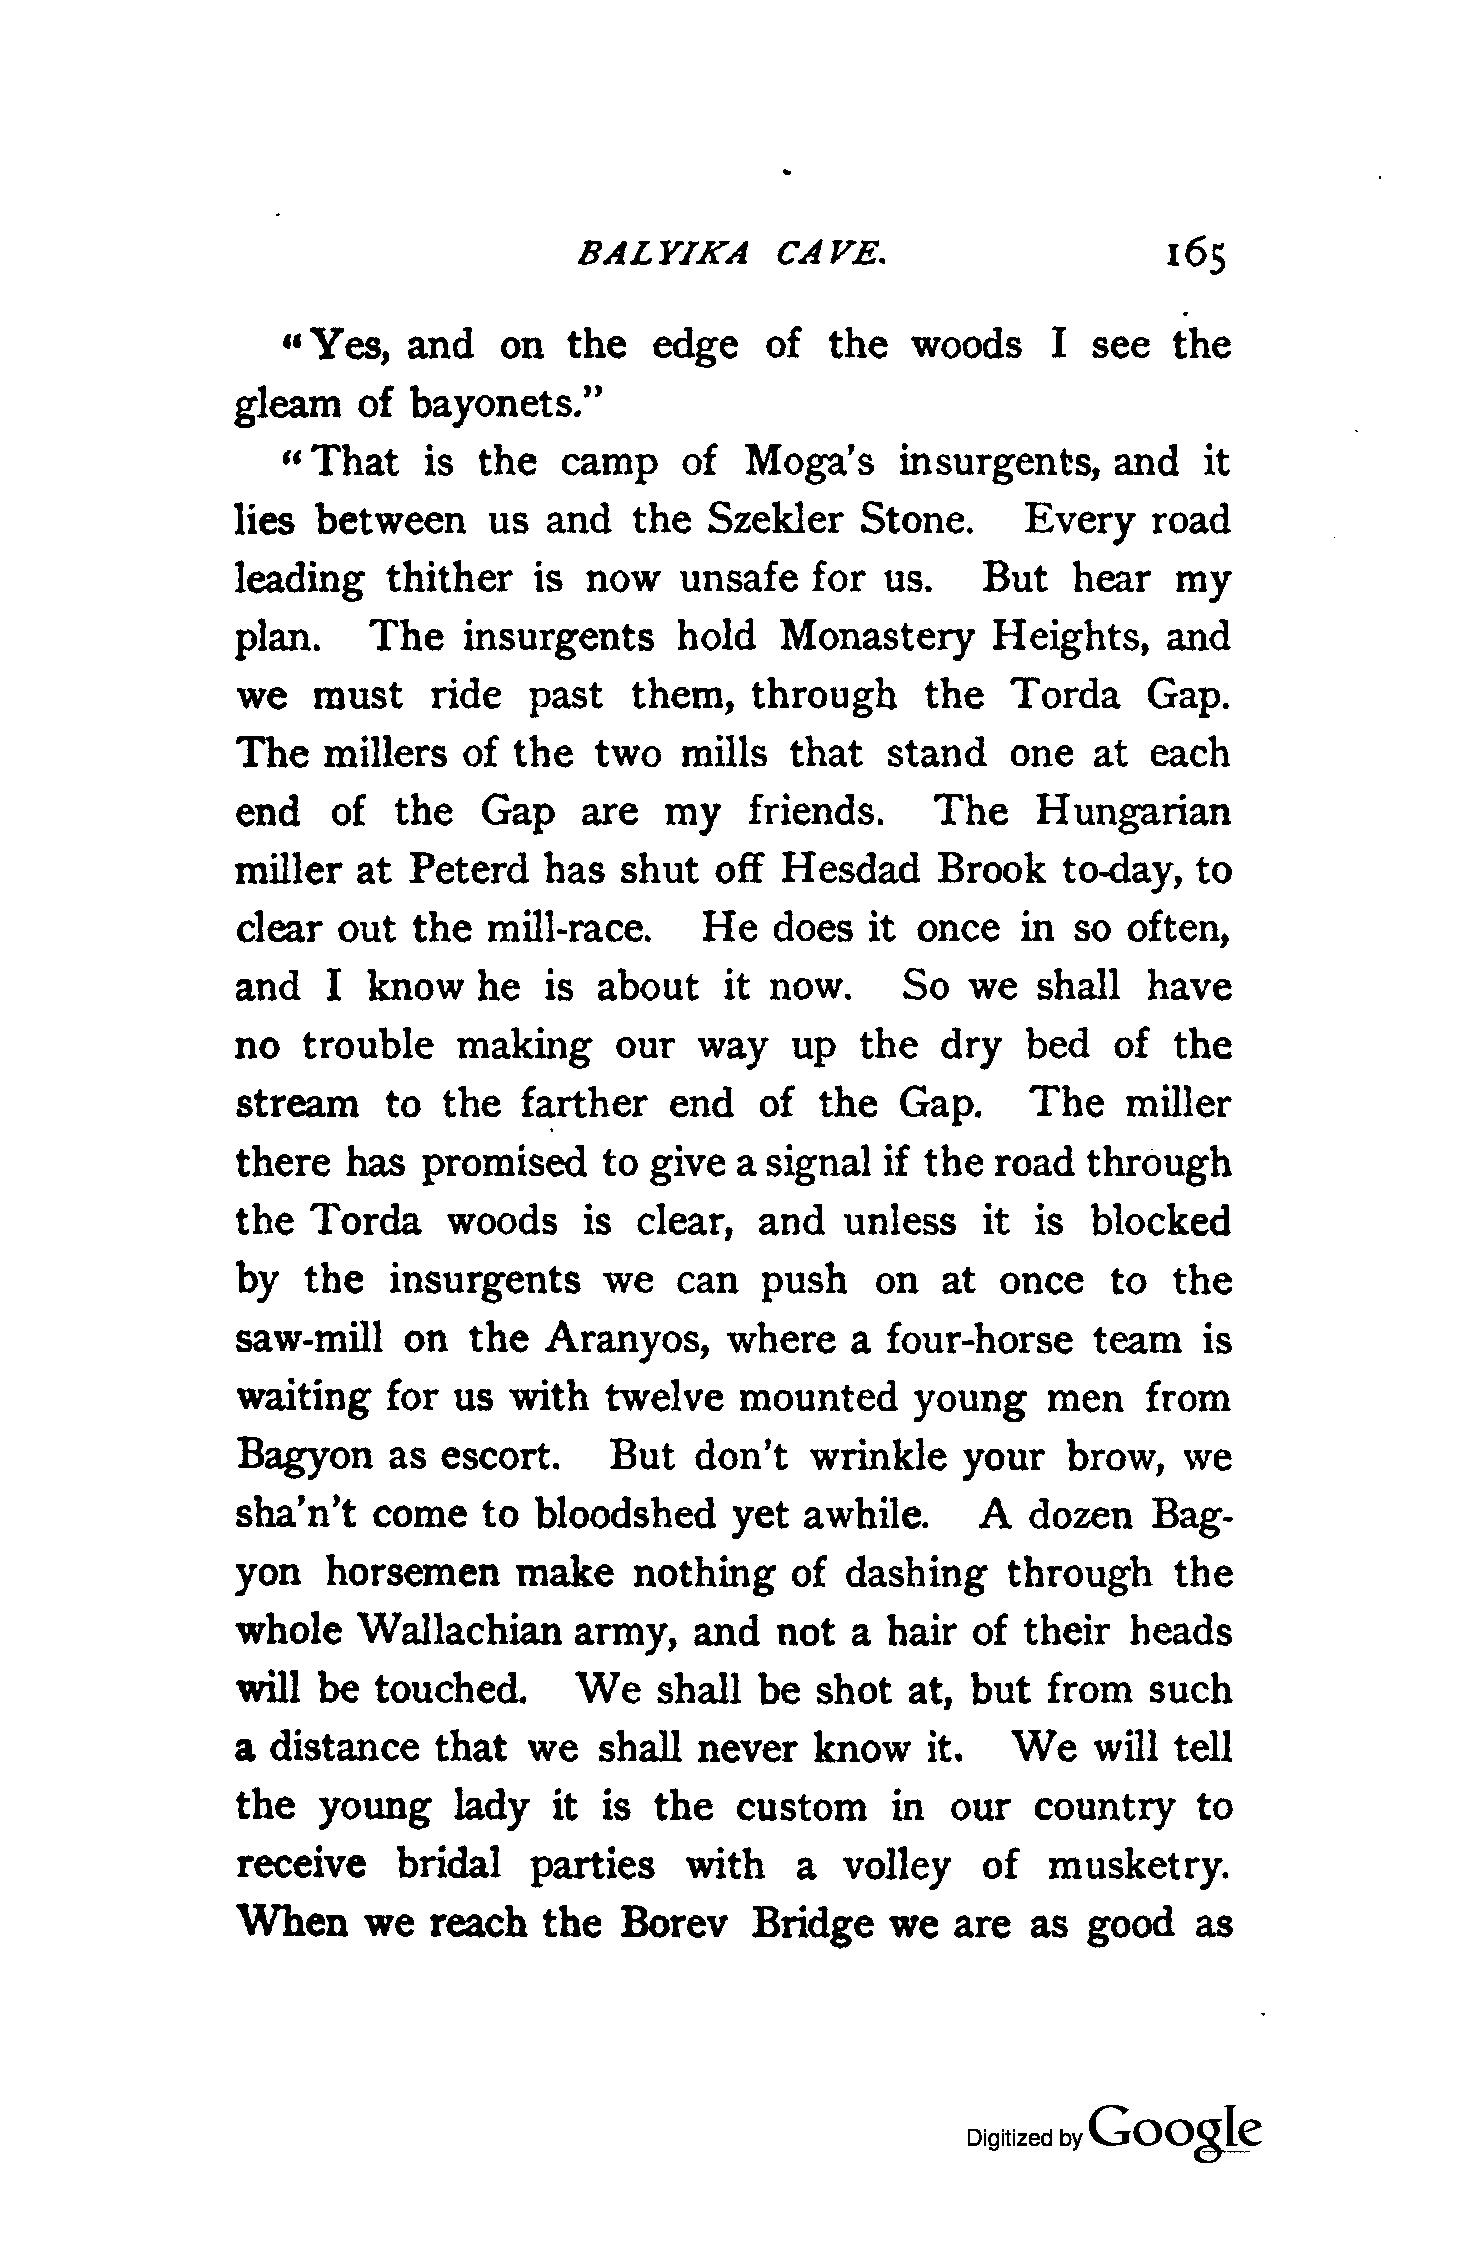 BALYIKA CAVE. 165
"Yes, and on the edge of the woods I see the
gleam of bayonets."
"That is the camp of Moga's insurgents, and it
lies between us and the Szekler Stone. Every road
leading thither is now unsafe for us. But hear my
plan. The insurgents hold Monastery Heights, and
we must ride past them, through the Torda Gap.
The millers of the two mills that stand one at each
end of the Gap are my friends. The Hungarian
miller at Peterd has shut off Hesdad Brook to-day, to
clear out the mill-race. He does it once in so often,
and I know he is about it now. So we shall have
no trouble making our way up the dry bed of the
stream to the farther end of the Gap. The miller
there has promised to give a signal if the road through
the Torda woods is clear, and unless it is blocked
by the insurgents we can push on at once to the
saw-mill on the Aranyos, where a four-horse team is
waiting for us with twelve mounted young men from
Bagyon as escort. But don't wrinkle your brow, we
sha'n't come to bloodshed yet awhile. A dozen Bag-
yon horsemen make nothing of dashing through the
whole Wallachian army, and not a hair of their heads
will be touched. We shall be shot at, but from such
a distance that we shall never know it. We will tell
the young lady it is the custom in our country to
receive bridal parties with a volley of musketry.
When we reach the Borev Bridge we are as good as
Digitized by Google